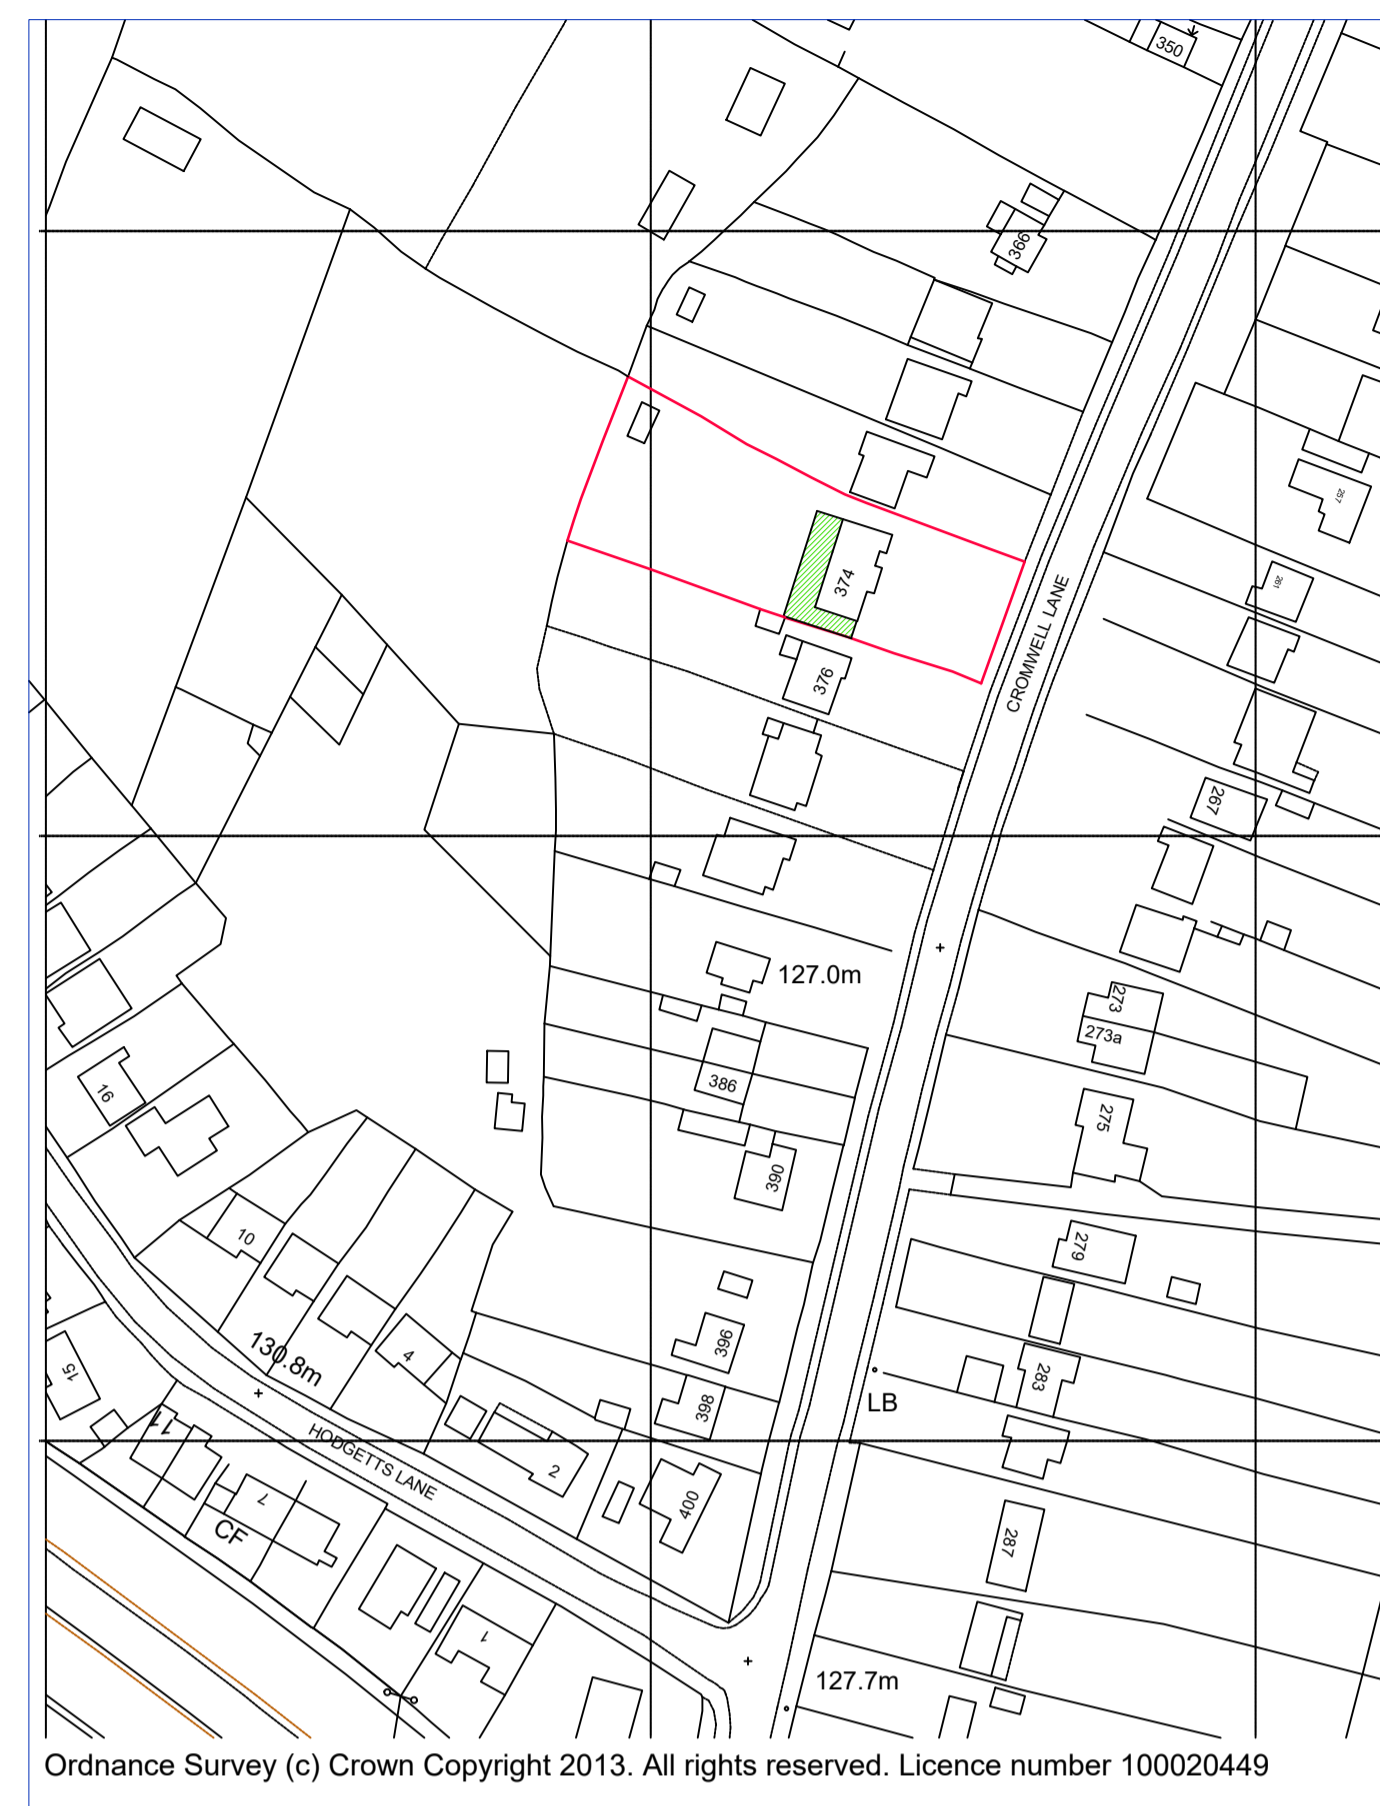 350
366
257
374
261
CROMWELL LANE
376
267
127.0m
273
273a
386
16
275
390
10
279
396
130.8m
4
283
15
398
LB
11
HODGETTS LANE
2
400
7
CF
287
1
127.7m
Ordnance Survey (c) Crown Copyright 2013. All rights reserved. Licence number 100020449